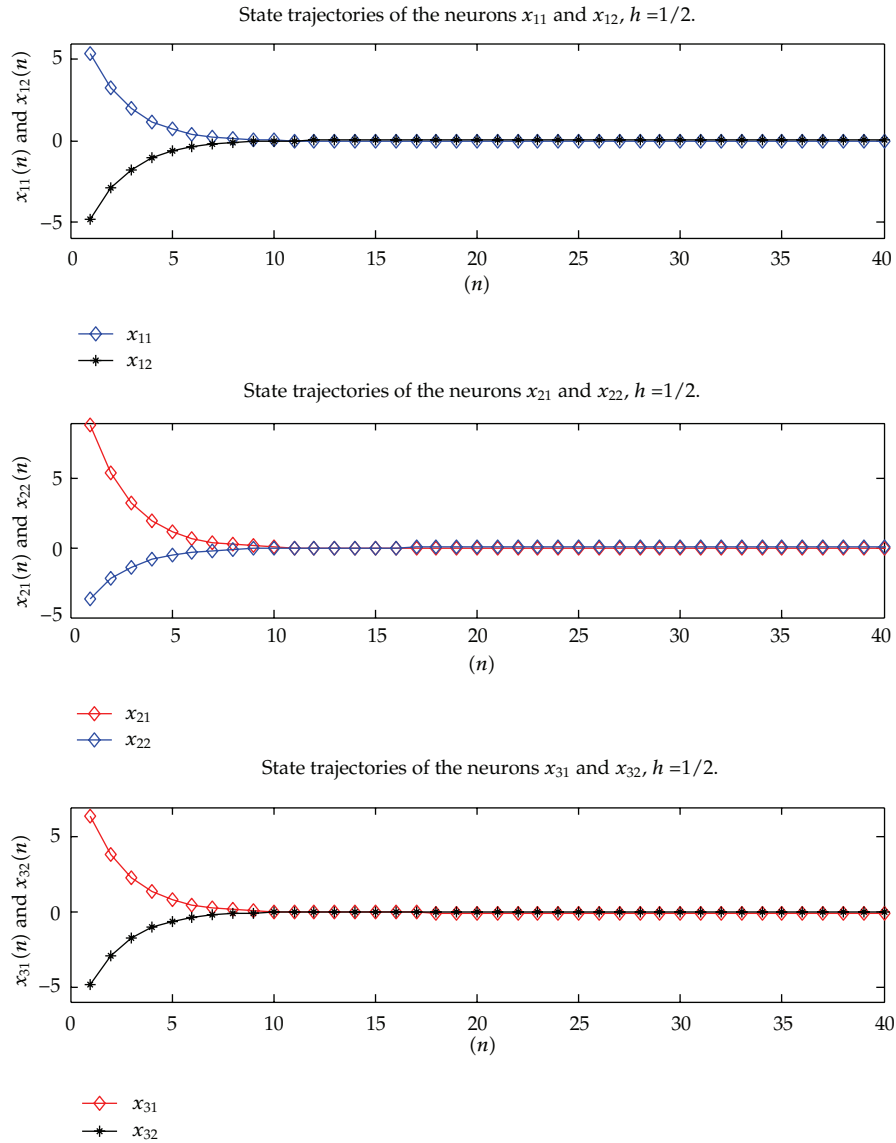 State trajectories of the neurons x₁₁ and x₁₂, h =1/2.
x₁₁(n) and x₁₂(n)
5
0
−5
0 5 10 15 20 25 30 35 40
(n)
x₁₁
x₁₂
State trajectories of the neurons x₂₁ and x₂₂, h =1/2.
x₂₁(n) and x₂₂(n)
5
0
−5
0 5 10 15 20 25 30 35 40
(n)
x₂₁
x₂₂
State trajectories of the neurons x₃₁ and x₃₂, h =1/2.
x₃₁(n) and x₃₂(n)
5
0
−5
0 5 10 15 20 25 30 35 40
(n)
x₃₁
x₃₂